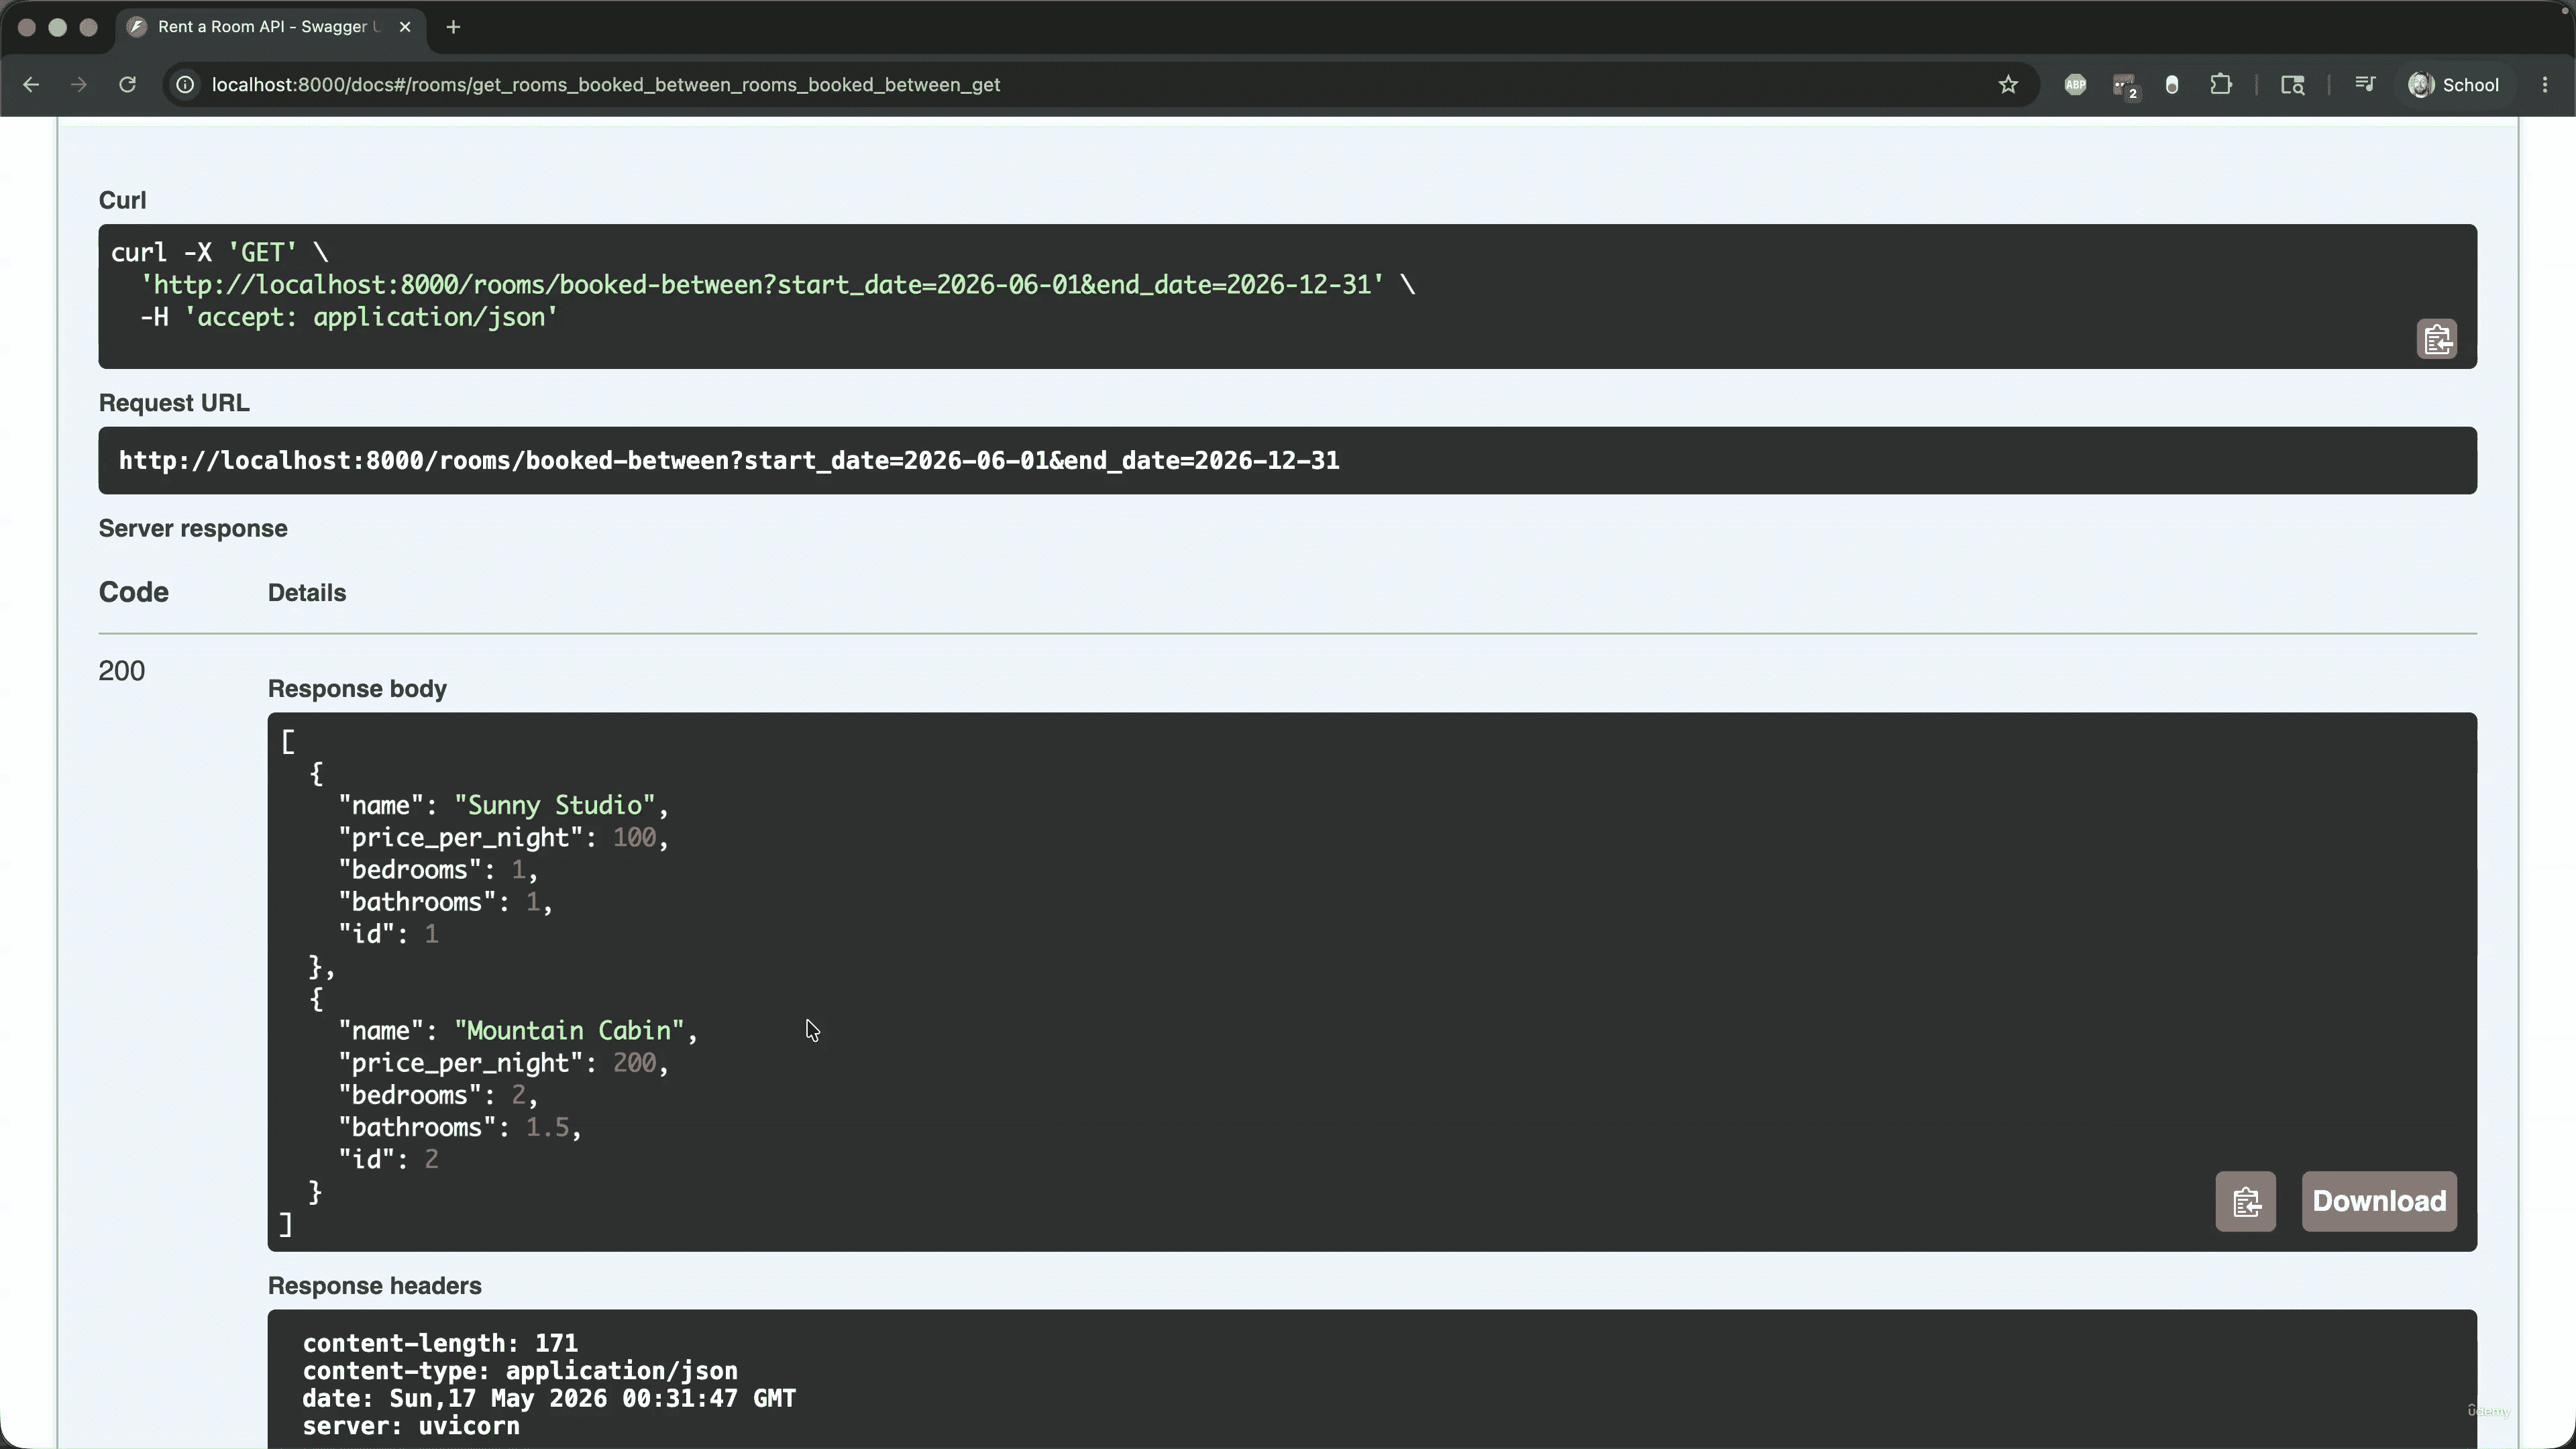 Rent a Room API - Swagger U
localhost:8000/docs#/rooms/get_rooms_booked_between_rooms_booked_between_get
ABP
2
School
Curl
curl -X 'GET' \
'http://localhost:8000/rooms/booked-between?start_date=2026-06-01&end_date=2026-12-31' \
-H 'accept: application/json'
Request URL
http://localhost:8000/rooms/booked-between?start_date=2026-06-01&end_date=2026-12-31
Server response
Code Details
200
Response body
[
{
"name": "Sunny Studio",
"price_per_night": 100,
"bedrooms": 1,
"bathrooms": 1,
"id": 1
},
{
"name": "Mountain Cabin",
"price_per_night": 200,
"bedrooms": 2,
"bathrooms": 1.5,
"id": 2
}
]
Download
Response headers
content-length: 171
content-type: application/json
date: Sun,17 May 2026 00:31:47 GMT
server: uvicorn
ûdemy